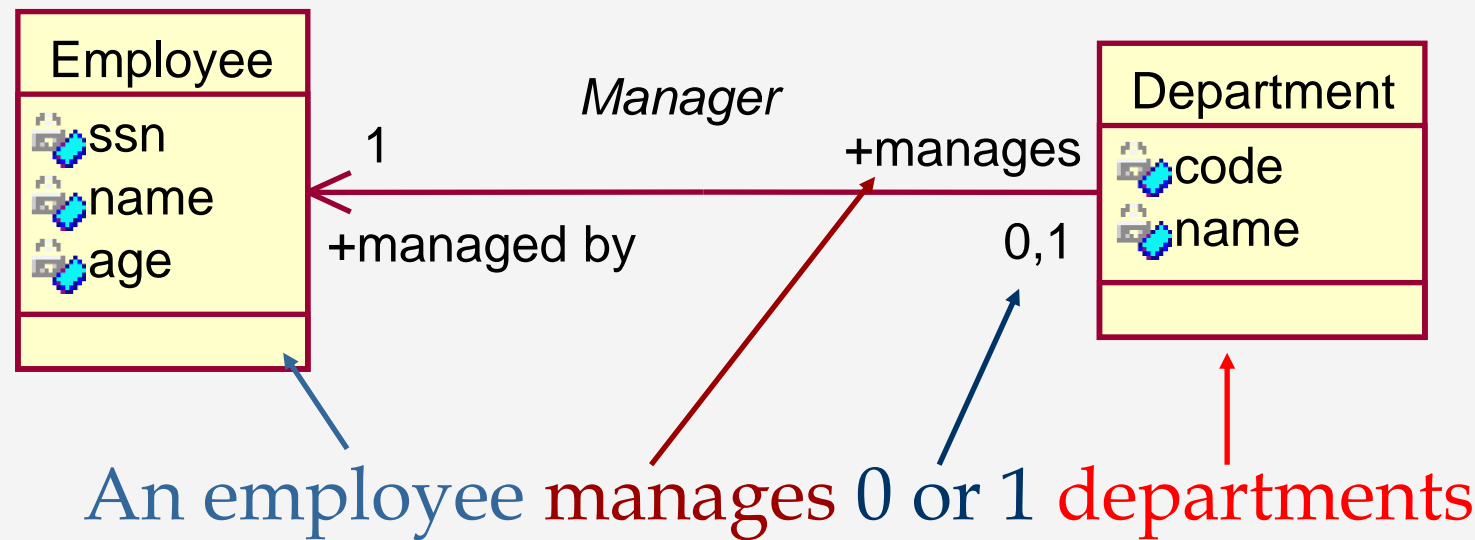 Employee
ssn
name
age
Manager
1
+manages
+managed by
0,1
Department
code
name
An employee manages 0 or 1 departments